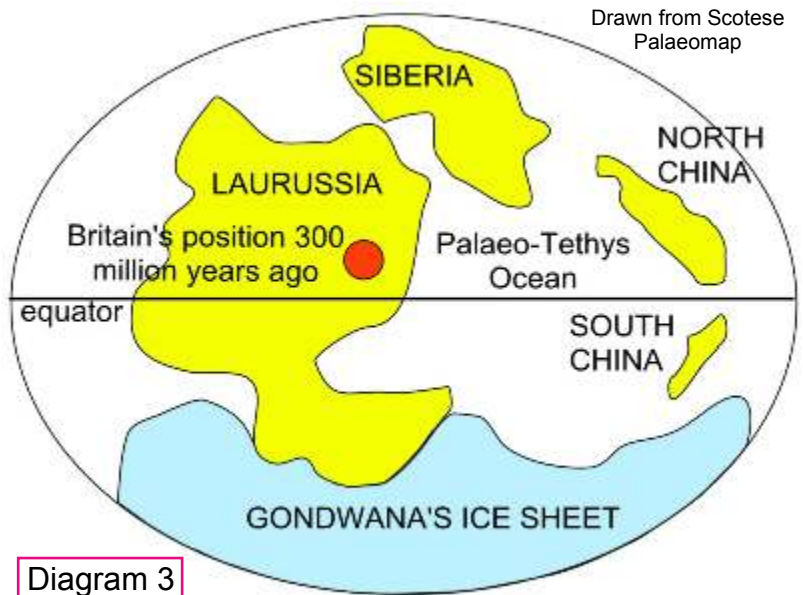 Drawn from Scotese
Palaeomap
SIBERIA
NORTH
CHINA
LAURUSSIA
Britain's position 300
million years ago
Palaeo-Tethys
Ocean
equator
SOUTH
CHINA
GONDWANA'S ICE SHEET
Diagram 3